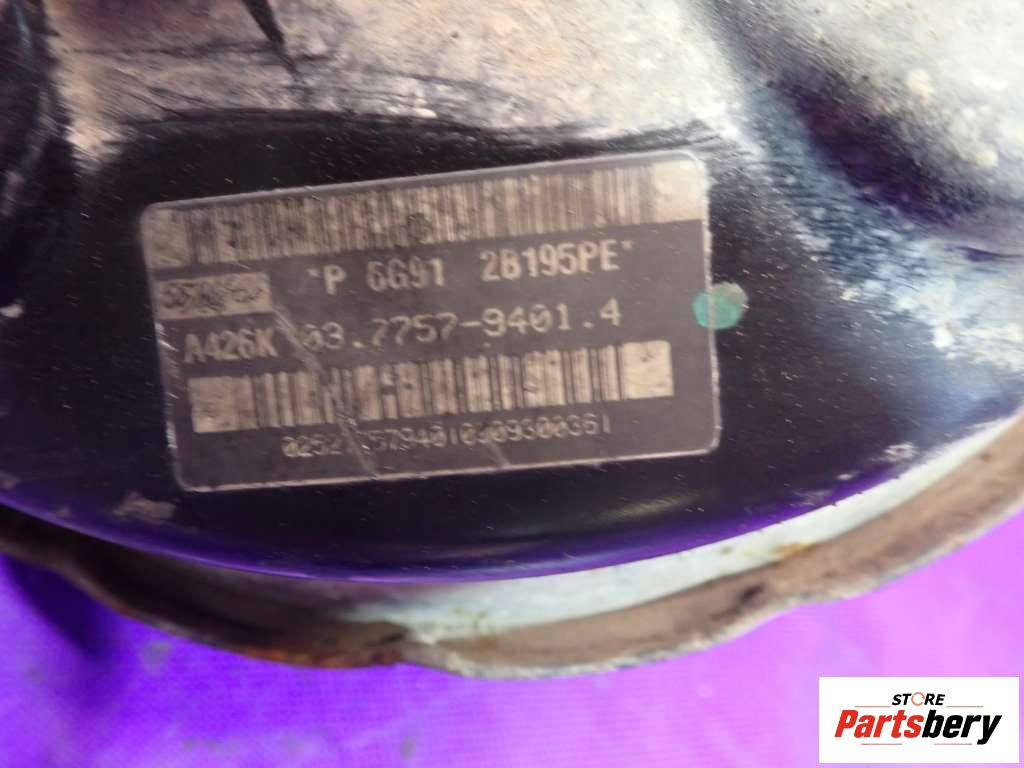 *P 6G91 2B195PE*
A426K 03.7757-9401.4
STORE
Partsbery